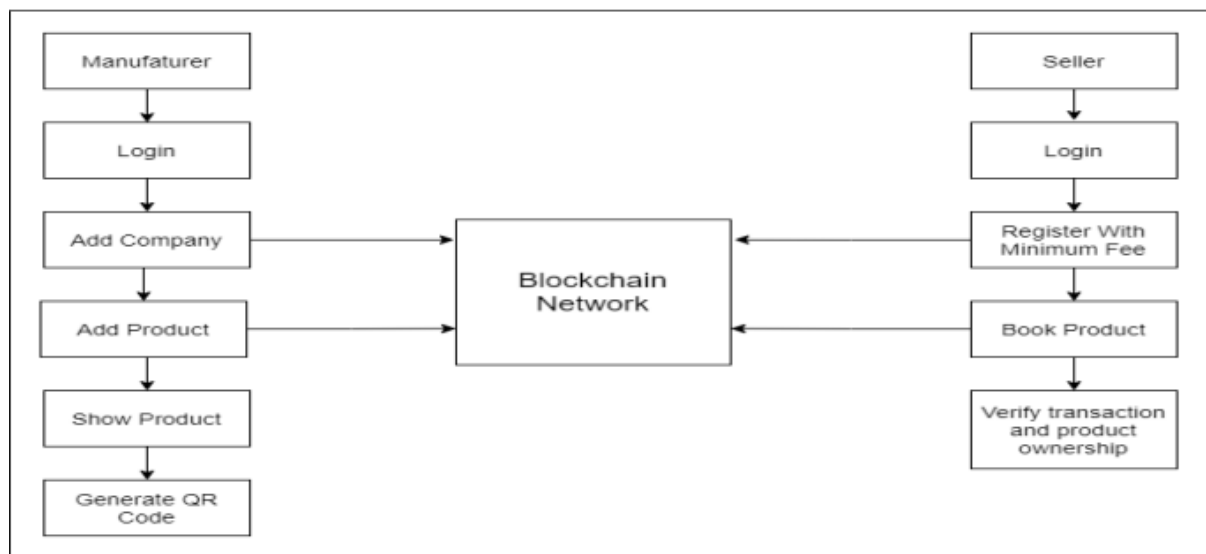 Manufaturer
Login
Add Company
Add Product
Show Product
Generate QR
Code
Blockchain
Network
Seller
Login
Register With
Minimum Fee
Book Product
Verify transaction
and product
ownership